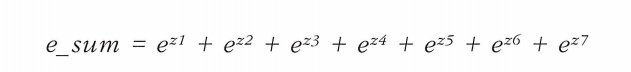 e_sum = e^z1 + e^z2 + e^z3 + e^z4 + e^z5 + e^z6 + e^z7